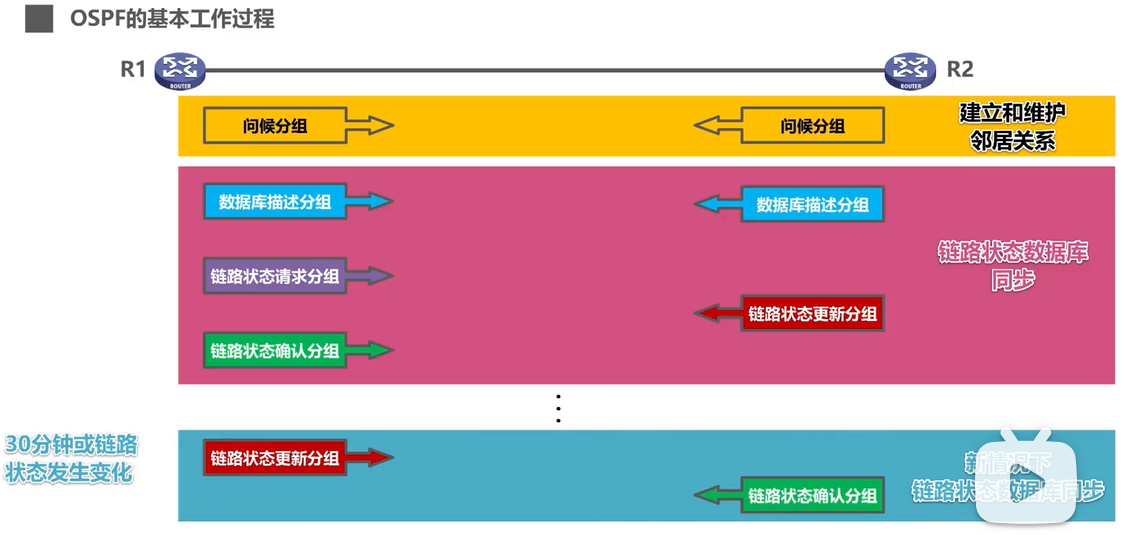 OSPF的基本工作过程
R1
ROUTER
ROUTER
R2
问候分组
问候分组
建立和维护
邻居关系
数据库描述分组
数据库描述分组
链路状态请求分组
链路状态数据库
同步
链路状态更新分组
链路状态确认分组
30分钟或链路
状态发生变化
链路状态更新分组
新情况下
链路状态数据库同步
链路状态确认分组